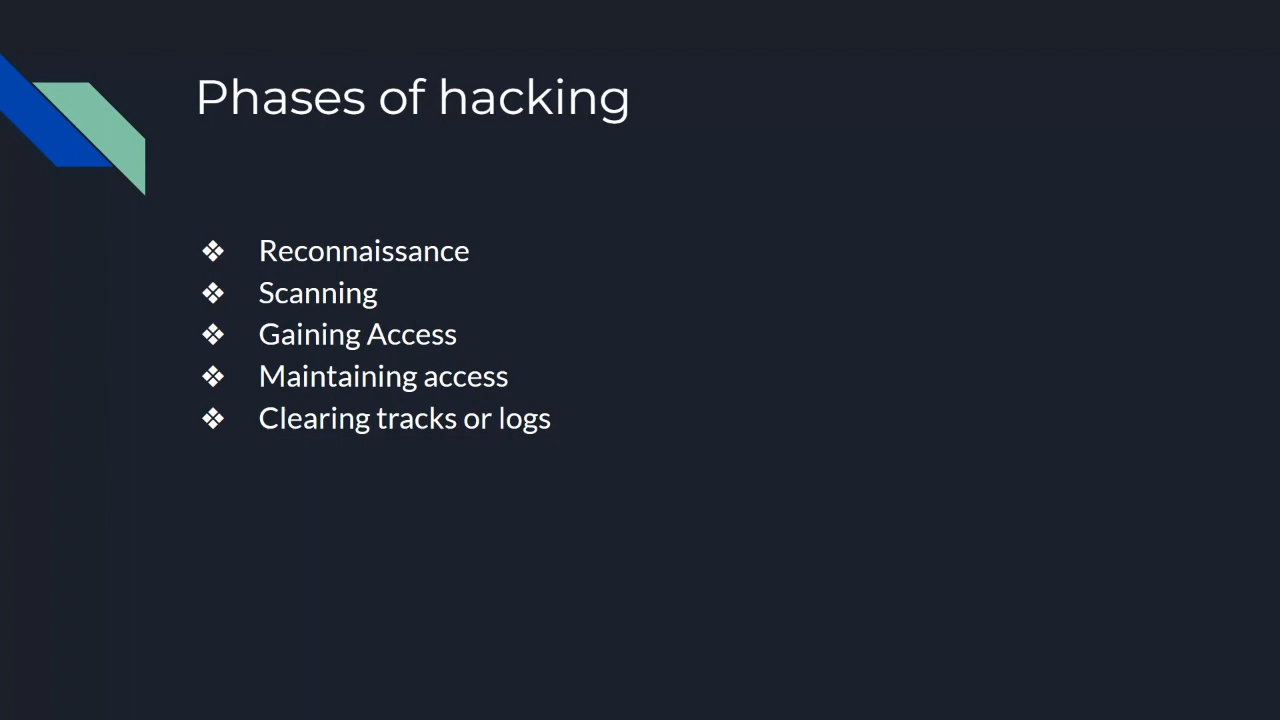 Phases of hacking
❖ Reconnaissance
❖ Scanning
❖ Gaining Access
❖ Maintaining access
❖ Clearing tracks or logs